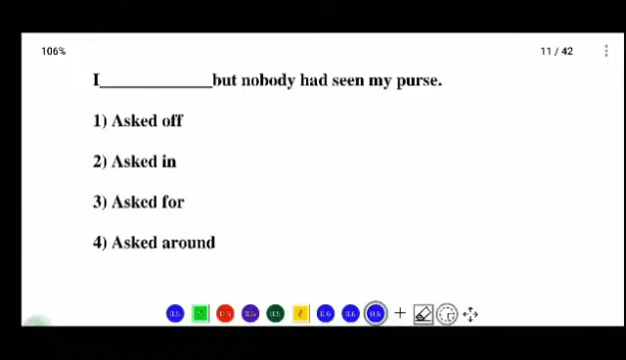 106%
11 / 42
I____________but nobody had seen my purse.
1) Asked off
2) Asked in
3) Asked for
4) Asked around